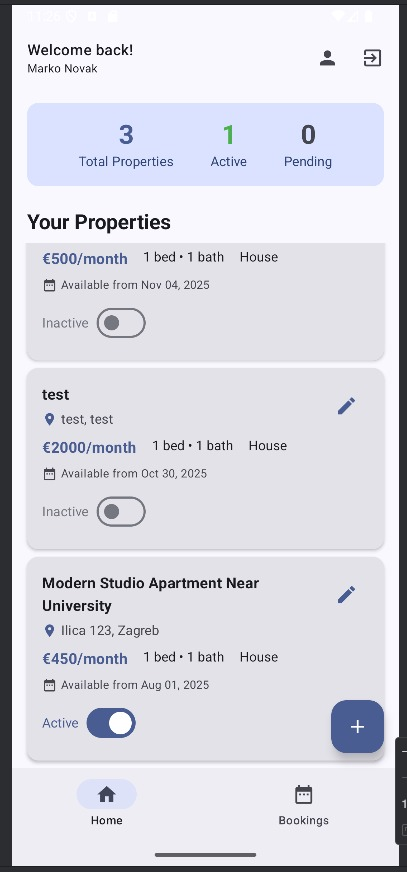 11:26
Welcome back!
Marko Novak
3 1 0
Total Properties Active Pending
Your Properties
€500/month 1 bed • 1 bath House
Available from Nov 04, 2025
Inactive
test
test, test
€2000/month 1 bed • 1 bath House
Available from Oct 30, 2025
Inactive
Modern Studio Apartment Near
University
Ilica 123, Zagreb
€450/month 1 bed • 1 bath House
Available from Aug 01, 2025
Active
+
Home Bookings